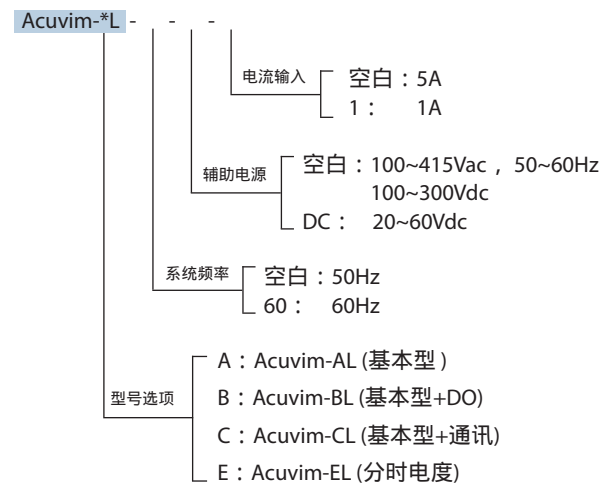 Acuvim-*L - - -
电流输入
空白：5A
1： 1A
辅助电源
空白：100~415Vac，50~60Hz
100~300Vdc
DC： 20~60Vdc
系统频率
空白：50Hz
60： 60Hz
型号选项
A：Acuvim-AL (基本型)
B：Acuvim-BL (基本型+DO)
C：Acuvim-CL (基本型+通讯)
E：Acuvim-EL (分时电度)